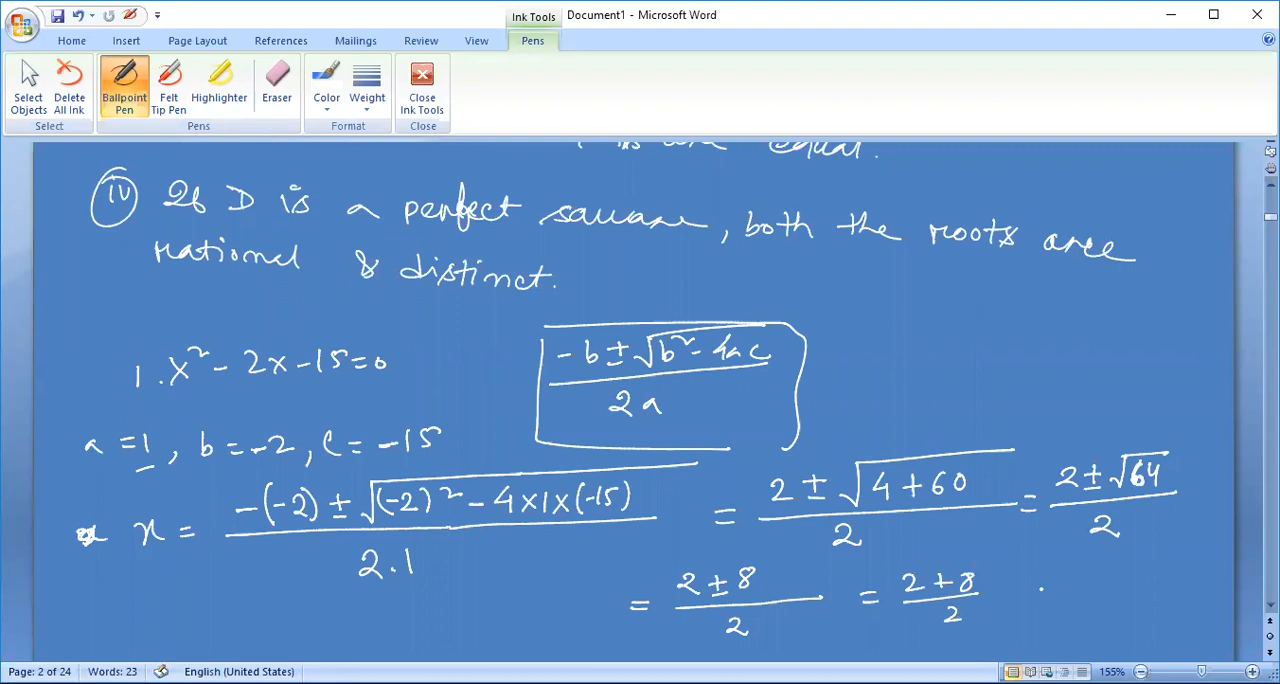 Ink Tools Document1 - Microsoft Word
Home Insert Page Layout References Mailings Review View Pens
Select Objects Delete All Ink Ballpoint Pen Felt Tip Pen Highlighter Eraser Color Weight Close Ink Tools
Select Pens Format Close
are equal.
(iv) If D is a perfect square, both the roots are
rational & distinct.
1. x² - 2x - 15 = 0
(-b ± √(b² - 4ac))/2a
a = 1, b = -2, c = -15
x = (-(-2) ± √((-2)² - 4×1×(-15)))/2.1 = (2 ± √(4+60))/2 = (2 ± √64)/2
= (2 ± 8)/2 = (2 + 8)/2
Page: 2 of 24 Words: 23 English (United States) 155%